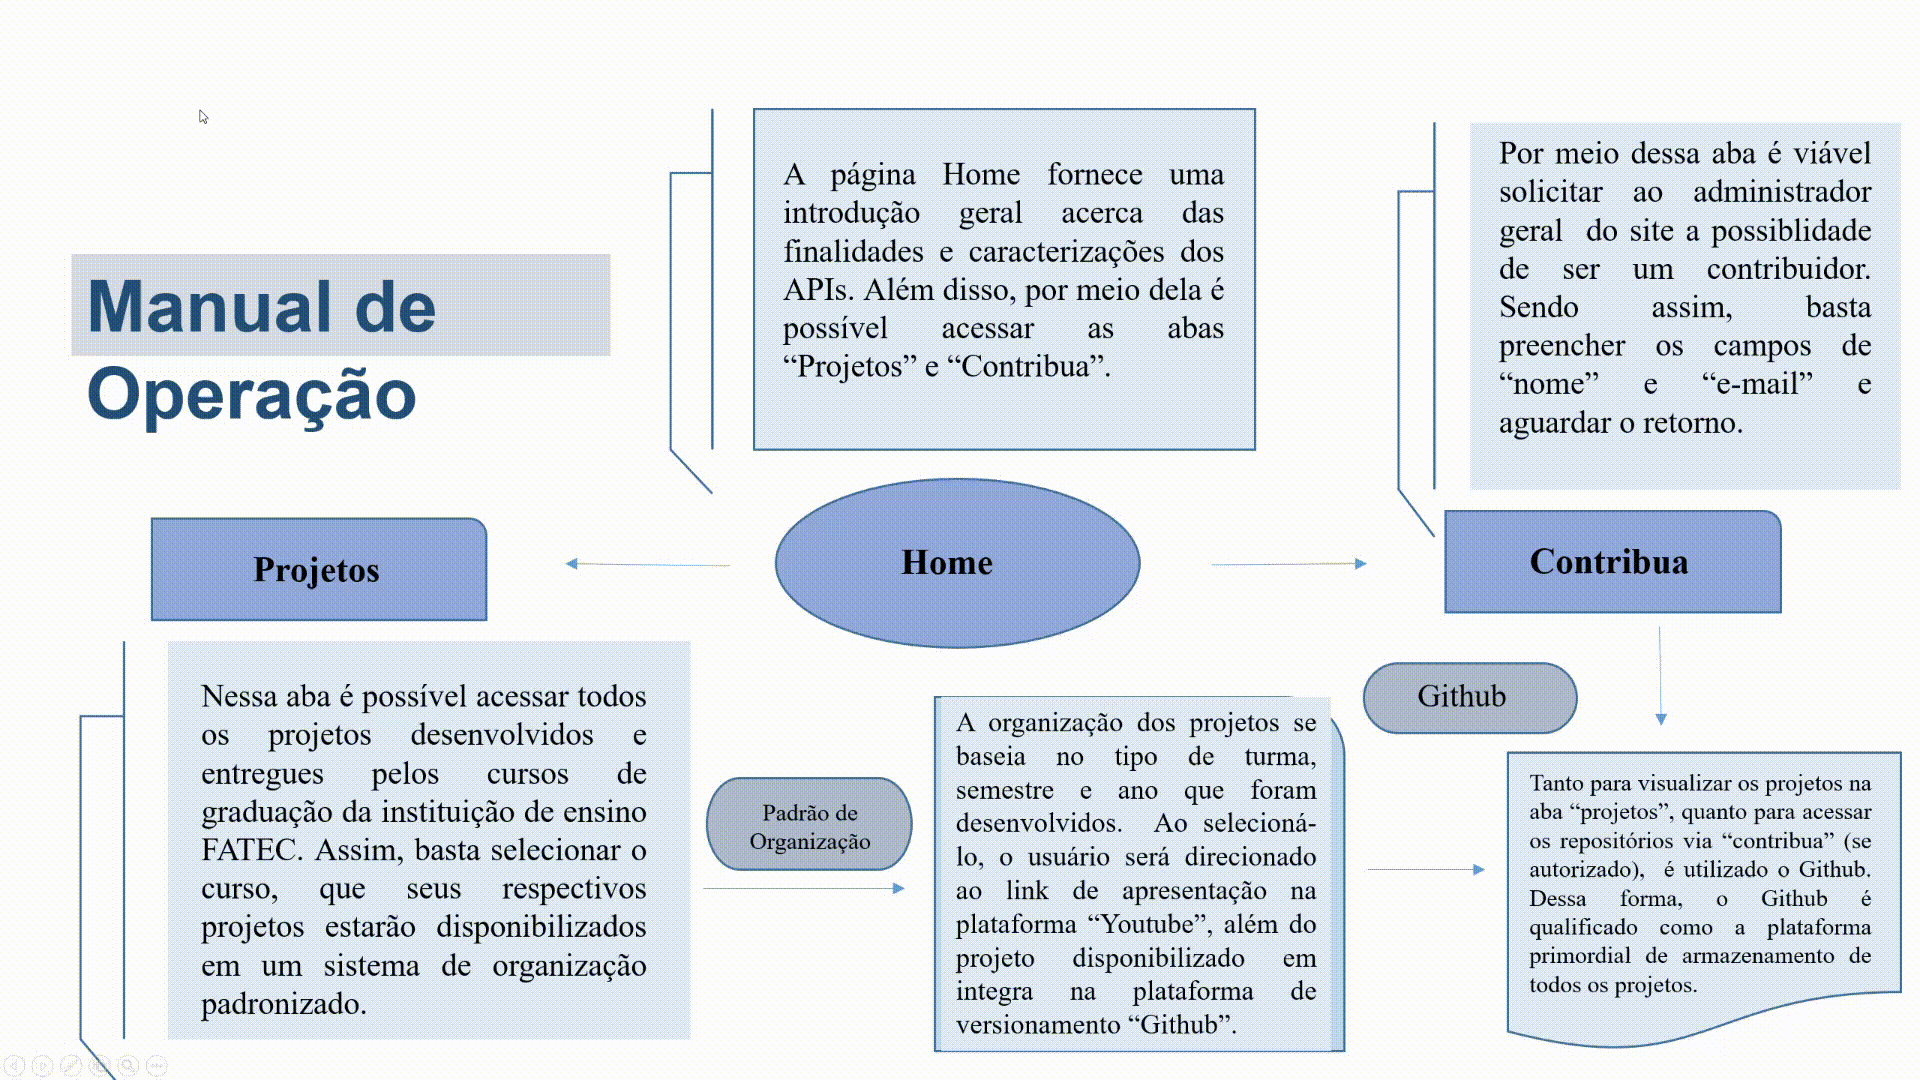 Manual de
Operação
A página Home fornece uma
introdução geral acerca das
finalidades e caracterizações dos
APIs. Além disso, por meio dela é
possível acessar as abas
“Projetos” e “Contribua”.
Por meio dessa aba é viável
solicitar ao administrador
geral do site a possiblidade
de ser um contribuidor.
Sendo assim, basta
preencher os campos de
“nome” e “e-mail” e
aguardar o retorno.
Projetos
Home
Contribua
Nessa aba é possível acessar todos
os projetos desenvolvidos e
entregues pelos cursos de
graduação da instituição de ensino
FATEC. Assim, basta selecionar o
curso, que seus respectivos
projetos estarão disponibilizados
em um sistema de organização
padronizado.
Padrão de
Organização
A organização dos projetos se
baseia no tipo de turma,
semestre e ano que foram
desenvolvidos. Ao selecioná-
lo, o usuário será direcionado
ao link de apresentação na
plataforma “Youtube”, além do
projeto disponibilizado em
integra na plataforma de
versionamento “Github”.
Github
Tanto para visualizar os projetos na
aba “projetos”, quanto para acessar
os repositórios via “contribua” (se
autorizado), é utilizado o Github.
Dessa forma, o Github é
qualificado como a plataforma
primordial de armazenamento de
todos os projetos.